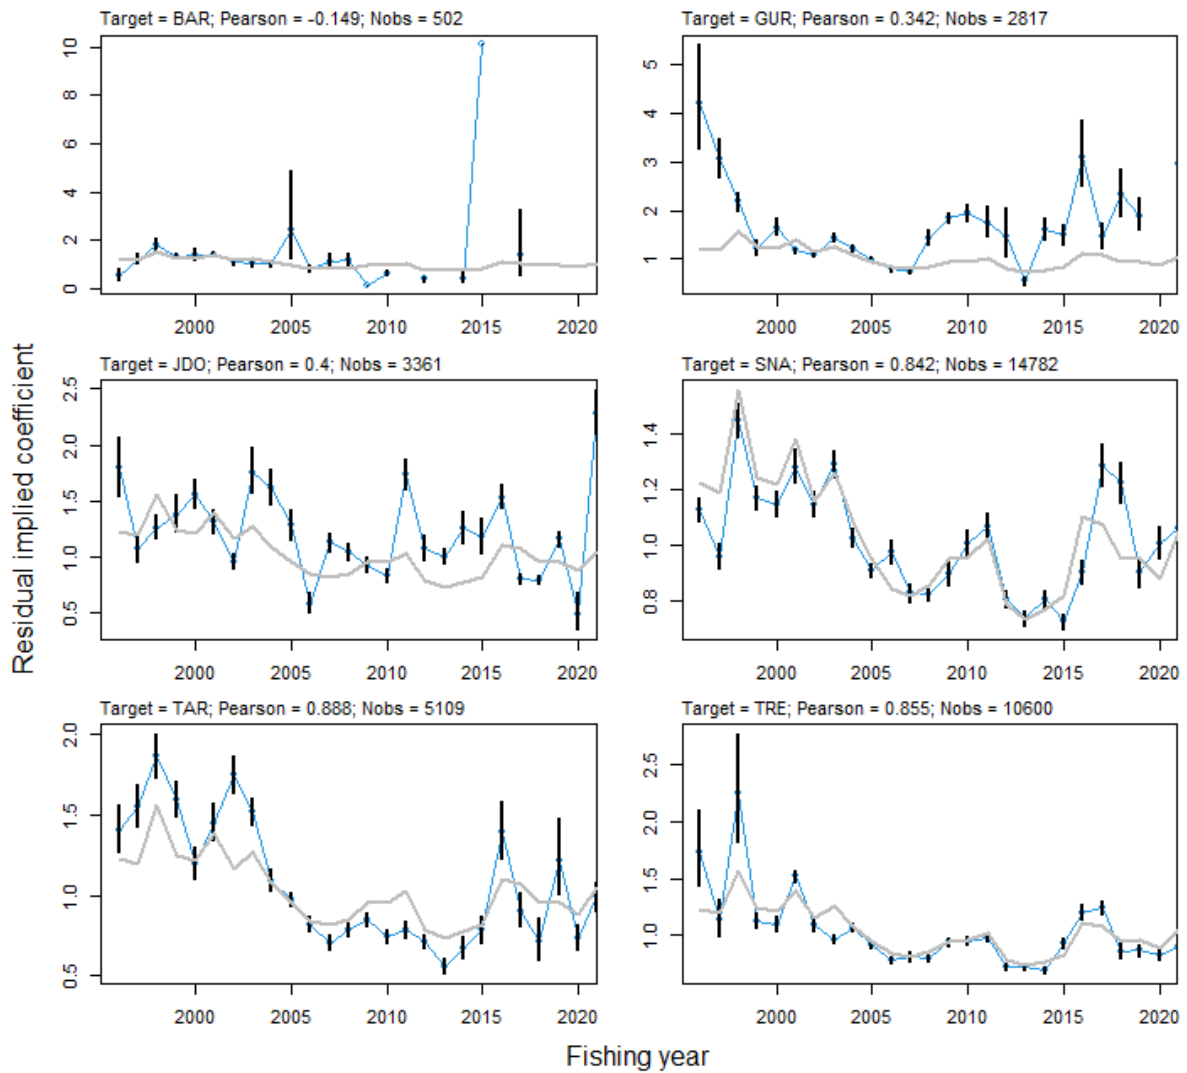 Target = BAR; Pearson = -0.149; Nobs = 502
10
8
6
4
2
0
2000 2005 2010 2015 2020
Target = GUR; Pearson = 0.342; Nobs = 2817
5
4
3
2
1
2000 2005 2010 2015 2020
Residual implied coefficient
Target = JDO; Pearson = 0.4; Nobs = 3361
2.5
2.0
1.5
1.0
0.5
2000 2005 2010 2015 2020
Target = SNA; Pearson = 0.842; Nobs = 14782
1.4
1.2
1.0
0.8
2000 2005 2010 2015 2020
Target = TAR; Pearson = 0.888; Nobs = 5109
2.0
1.5
1.0
0.5
2000 2005 2010 2015 2020
Target = TRE; Pearson = 0.855; Nobs = 10600
2.5
2.0
1.5
1.0
2000 2005 2010 2015 2020
Fishing year